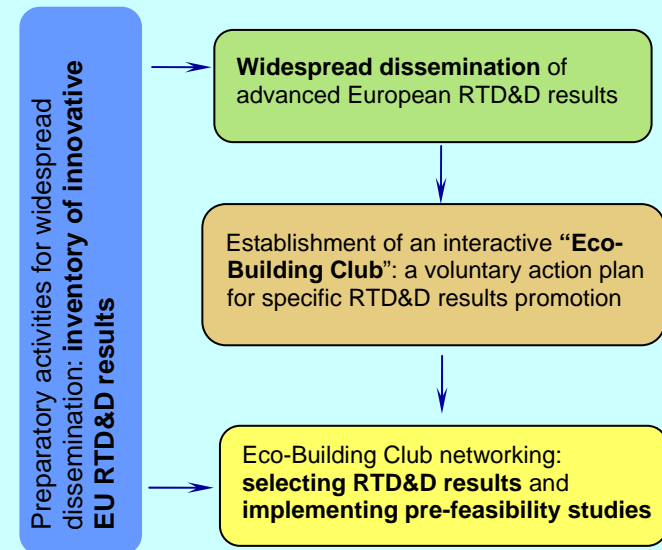 Preparatory activities for widespread
dissemination: inventory of innovative
EU RTD&D results
Widespread dissemination of
advanced European RTD&D results
Establishment of an interactive “Eco-
Building Club”: a voluntary action plan
for specific RTD&D results promotion
Eco-Building Club networking:
selecting RTD&D results and
implementing pre-feasibility studies